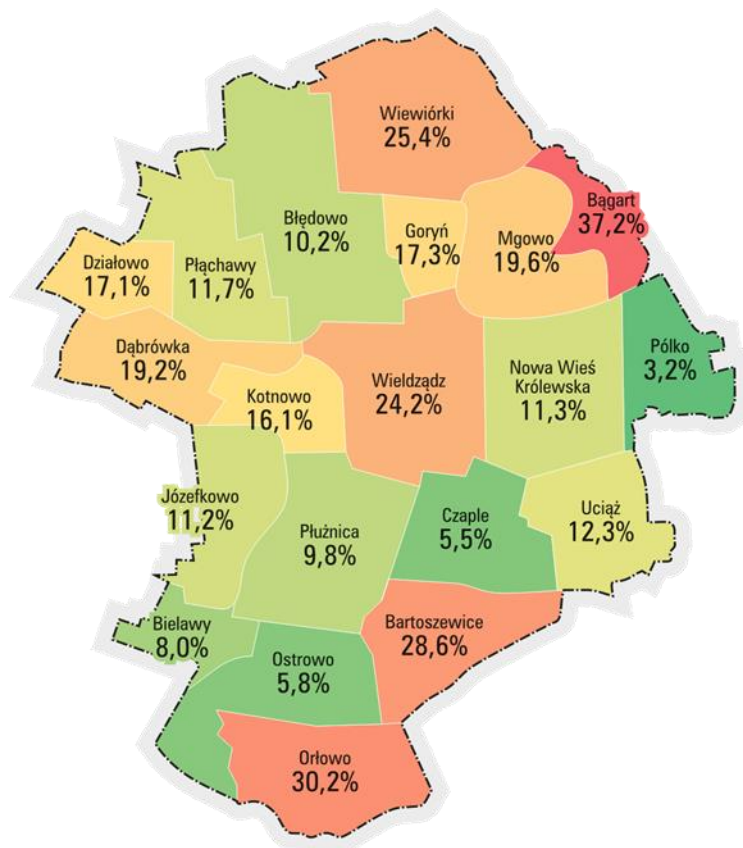 Wiewiórki
25,4%
Bągart
37,2%
Błędowo
10,2%
Goryń
17,3%
Mgowo
19,6%
Działowo
17,1%
Płąchawy
11,7%
Dąbrówka
19,2%
Kotnowo
16,1%
Wieldządz
24,2%
Nowa Wieś
Królewska
11,3%
Pólko
3,2%
Józefkowo
11,2%
Płużnica
9,8%
Czaple
5,5%
Uciąż
12,3%
Bielawy
8,0%
Ostrowo
5,8%
Bartoszewice
28,6%
Orłowo
30,2%